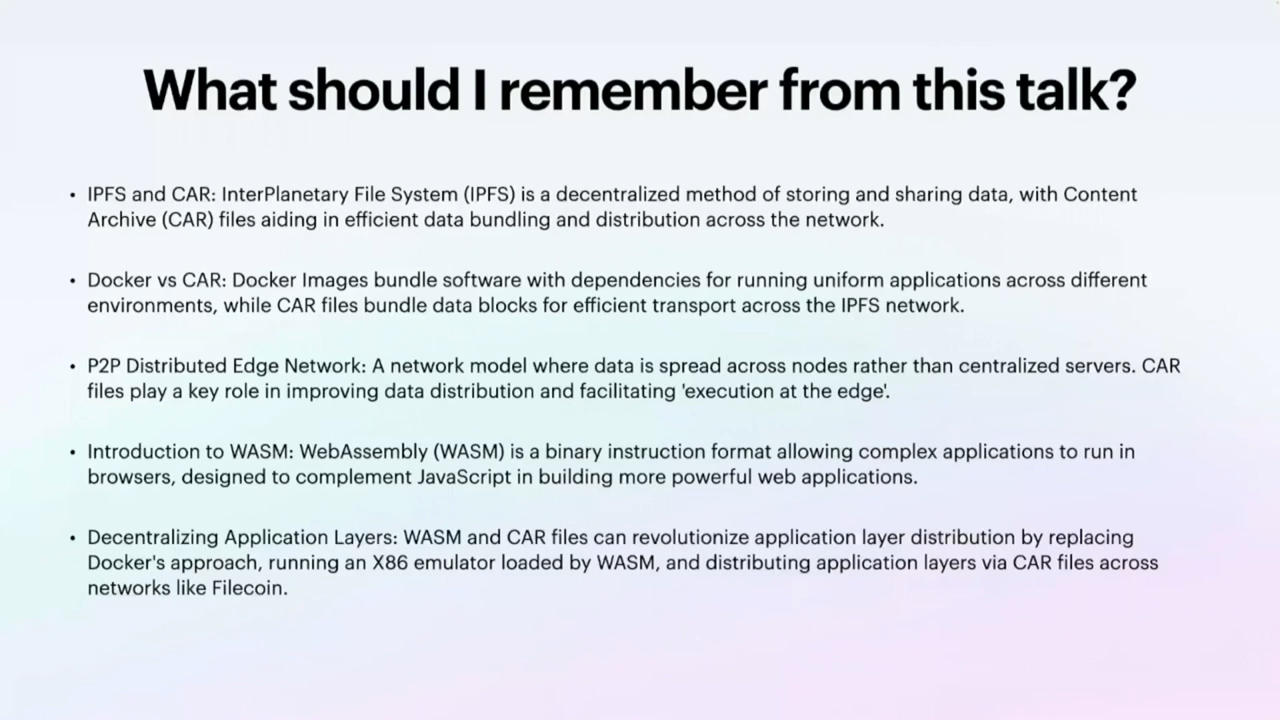 What should I remember from this talk?
• IPFS and CAR: InterPlanetary File System (IPFS) is a decentralized method of storing and sharing data, with Content
Archive (CAR) files aiding in efficient data bundling and distribution across the network.
• Docker vs CAR: Docker Images bundle software with dependencies for running uniform applications across different
environments, while CAR files bundle data blocks for efficient transport across the IPFS network.
• P2P Distributed Edge Network: A network model where data is spread across nodes rather than centralized servers. CAR
files play a key role in improving data distribution and facilitating 'execution at the edge'.
• Introduction to WASM: WebAssembly (WASM) is a binary instruction format allowing complex applications to run in
browsers, designed to complement JavaScript in building more powerful web applications.
• Decentralizing Application Layers: WASM and CAR files can revolutionize application layer distribution by replacing
Docker's approach, running an X86 emulator loaded by WASM, and distributing application layers via CAR files across
networks like Filecoin.